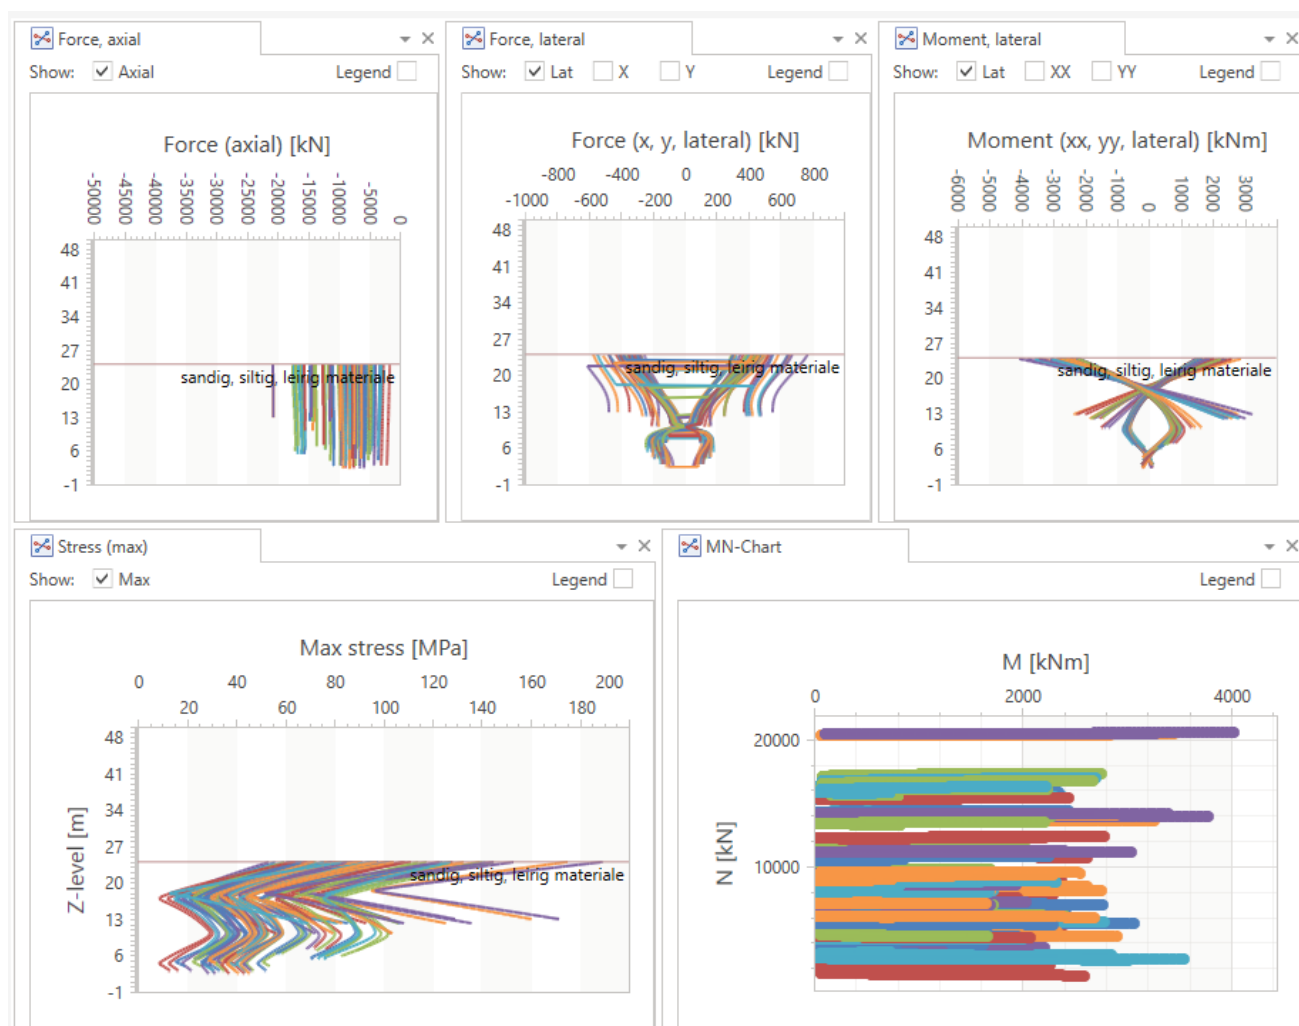 Force, axial
Show: Axial Legend
Force (axial) [kN]
-50000 -45000 -40000 -35000 -30000 -25000 -20000 -15000 -10000 -5000 0
48
41
34
27
20
13
6
-1
sandig, siltig, leirig materiale
Force, lateral
Show: Lat X Y Legend
Force (x, y, lateral) [kN]
-800 -400 0 400 800
-1000 -600 -200 200 600
48
41
34
27
20
13
6
-1
sandig, siltig, leirig materiale
Moment, lateral
Show: Lat XX YY Legend
Moment (xx, yy, lateral) [kNm]
-6000 -5000 -4000 -3000 -2000 -1000 0 1000 2000 3000
48
41
34
27
20
13
6
-1
sandig, siltig, leirig materiale
Stress (max)
Show: Max Legend
Max stress [MPa]
0 40 80 120 160 200
20 60 100 140 180
Z-level [m]
48
41
34
27
20
13
6
-1
sandig, siltig, leirig materiale
MN-Chart
Legend
M [kNm]
0 2000 4000
N [kN]
20000
10000